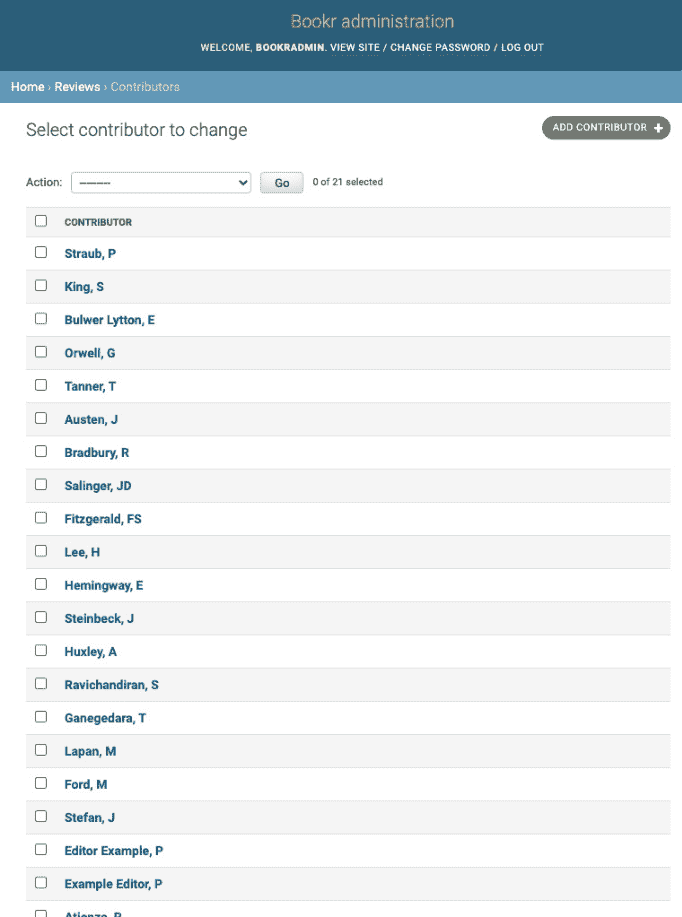 Bookr administration
WELCOME, BOOKRADMIN. VIEW SITE / CHANGE PASSWORD / LOG OUT
Home › Reviews › Contributors
Select contributor to change
ADD CONTRIBUTOR +
Action: --------- Go 0 of 21 selected
CONTRIBUTOR
Straub, P
King, S
Bulwer Lytton, E
Orwell, G
Tanner, T
Austen, J
Bradbury, R
Salinger, JD
Fitzgerald, FS
Lee, H
Hemingway, E
Steinbeck, J
Huxley, A
Ravichandiran, S
Ganegedara, T
Lapan, M
Ford, M
Stefan, J
Editor Example, P
Example Editor, P